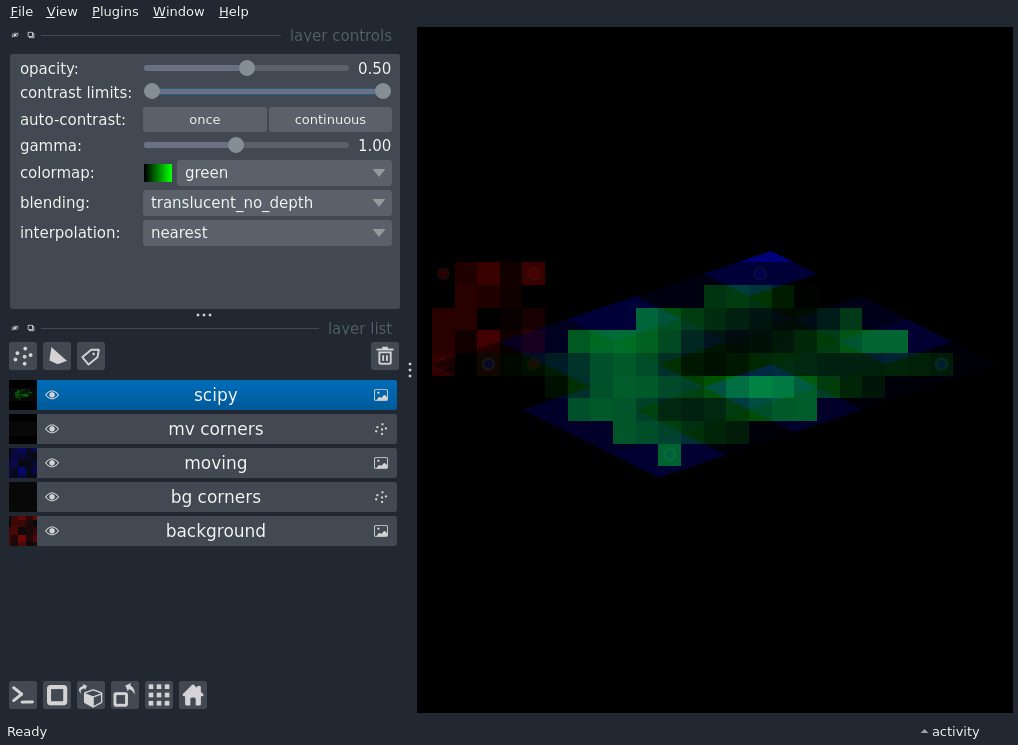 File View Plugins Window Help
layer controls
opacity: 0.50
contrast limits:
auto-contrast: once continuous
gamma: 1.00
colormap: green
blending: translucent_no_depth
interpolation: nearest
layer list
scipy
mv corners
moving
bg corners
background
Ready
activity